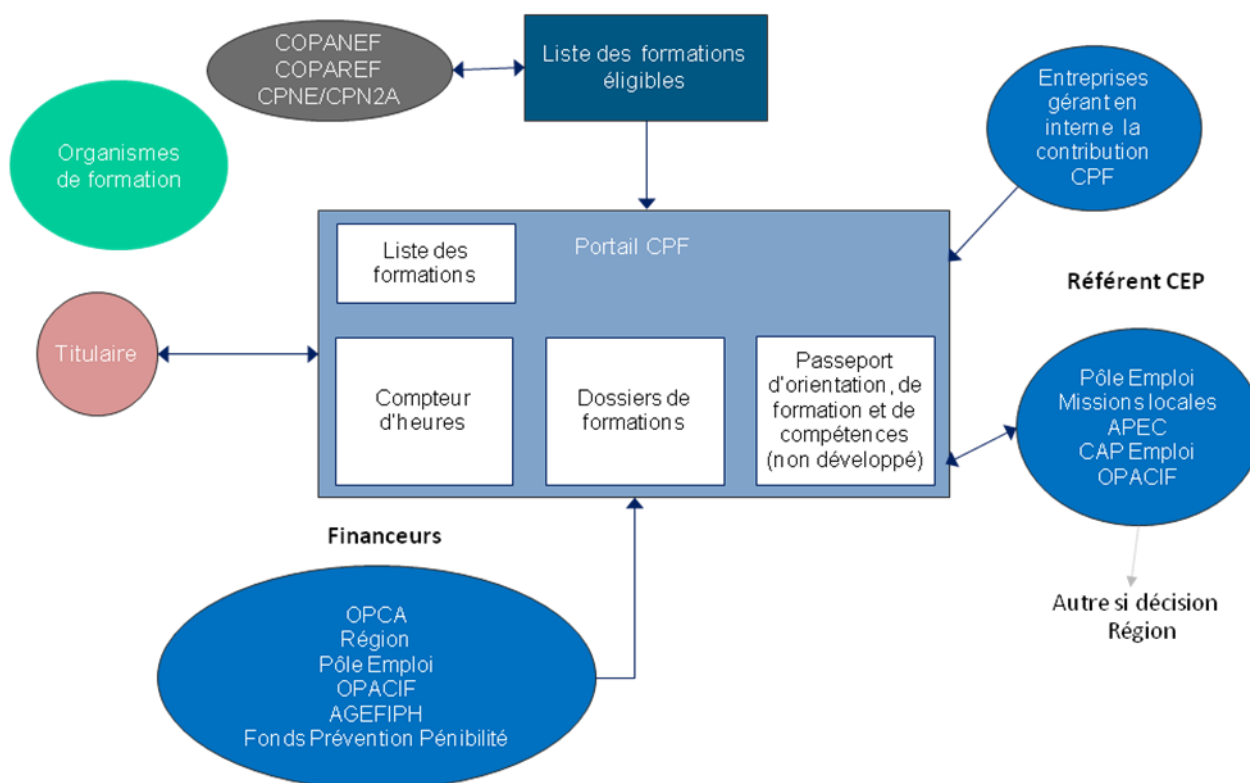 COPANEF
COPAREF
CPNE/CPN2A
Liste des formations
éligibles
Entreprises
gérant en
interne la
contribution
CPF
Organismes
de formation
Portail CPF
Liste des
formations
Référent CEP
Titulaire
Compteur
d'heures
Dossiers de
formations
Passeport
d'orientation, de
formation et de
compétences
(non développé)
Pôle Emploi
Missions locales
APEC
CAP Emploi
OPACIF
Financeurs
OPCA
Région
Pôle Emploi
OPACIF
AGEFIPH
Fonds Prévention Pénibilité
Autre si décision
Région